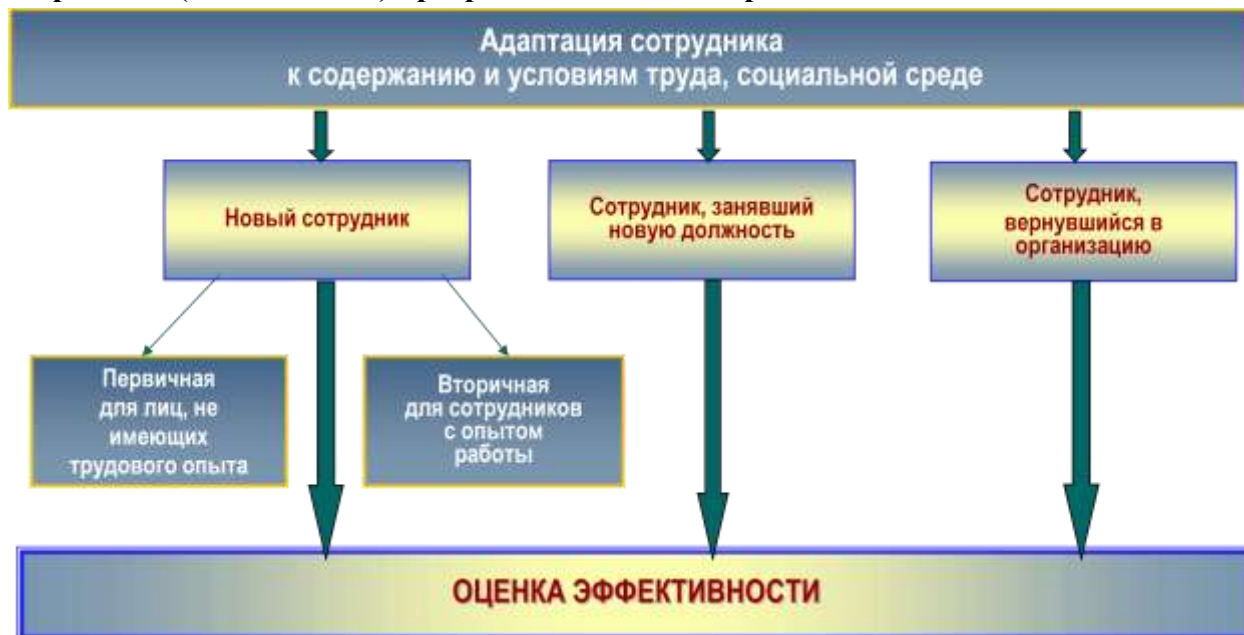 Адаптация сотрудника
к содержанию и условиям труда, социальной среде
Новый сотрудник
Сотрудник, занявший
новую должность
Сотрудник,
вернувшийся в
организацию
Первичная
для лиц, не
имеющих
трудового опыта
Вторичная
для сотрудников
с опытом
работы
ОЦЕНКА ЭФФЕКТИВНОСТИ